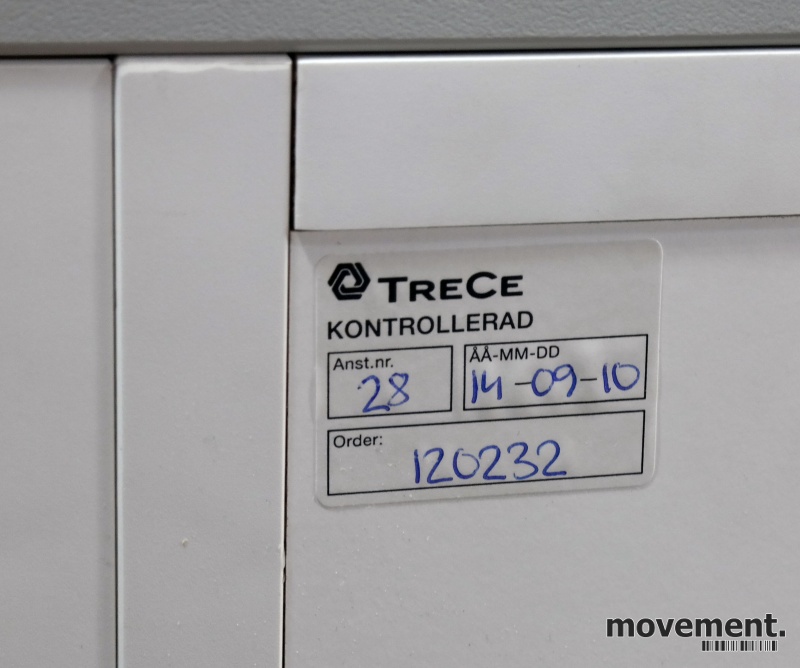 TRECE
KONTROLLERAD
Anst.nr.
28
ÅÅ-MM-DD
14-09-10
Order:
120232
movement.